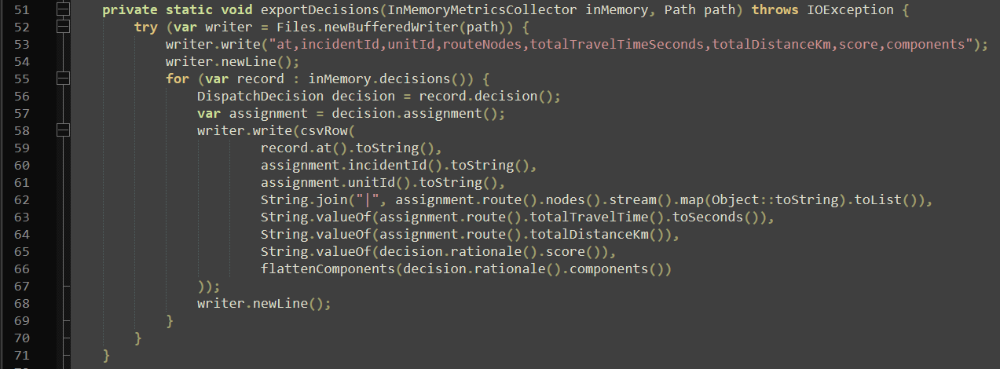 51 private static void exportDecisions(InMemoryMetricsCollector inMemory, Path path) throws IOException {
52 try (var writer = Files.newBufferedWriter(path)) {
53 writer.write("at,incidentId,unitId,routeNodes,totalTravelTimeSeconds,totalDistanceKm,score,components");
54 writer.newLine();
55 for (var record : inMemory.decisions()) {
56 DispatchDecision decision = record.decision();
57 var assignment = decision.assignment();
58 writer.write(csvRow(
59 record.at().toString(),
60 assignment.incidentId().toString(),
61 assignment.unitId().toString(),
62 String.join("|", assignment.route().nodes().stream().map(Object::toString).toList()),
63 String.valueOf(assignment.route().totalTravelTime().toSeconds()),
64 String.valueOf(assignment.route().totalDistanceKm()),
65 String.valueOf(decision.rationale().score()),
66 flattenComponents(decision.rationale().components())
67 ));
68 writer.newLine();
69 }
70 }
71 }